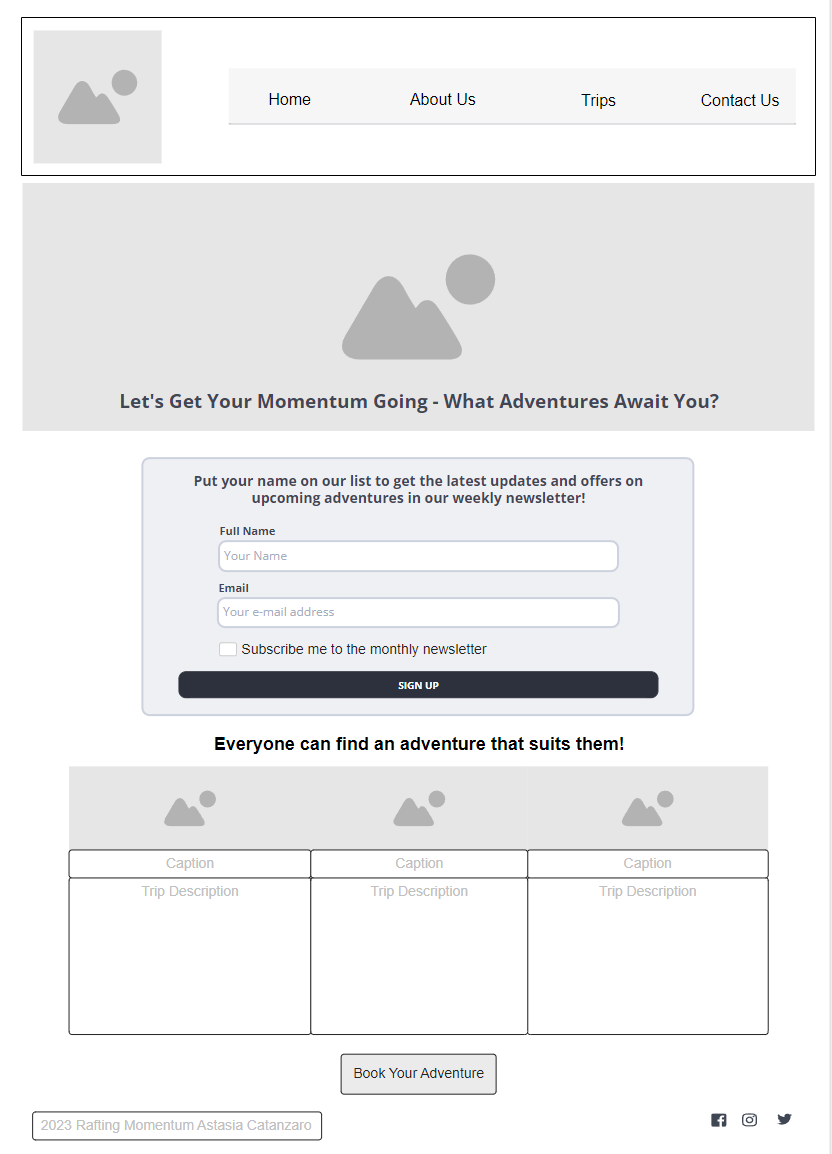 Home
About Us
Trips
Contact Us
Let's Get Your Momentum Going - What Adventures Await You?
Put your name on our list to get the latest updates and offers on
upcoming adventures in our weekly newsletter!
Full Name
Your Name
Email
Your e-mail address
Subscribe me to the monthly newsletter
SIGN UP
Everyone can find an adventure that suits them!
Caption
Caption
Caption
Trip Description
Trip Description
Trip Description
Book Your Adventure
2023 Rafting Momentum Astasia Catanzaro